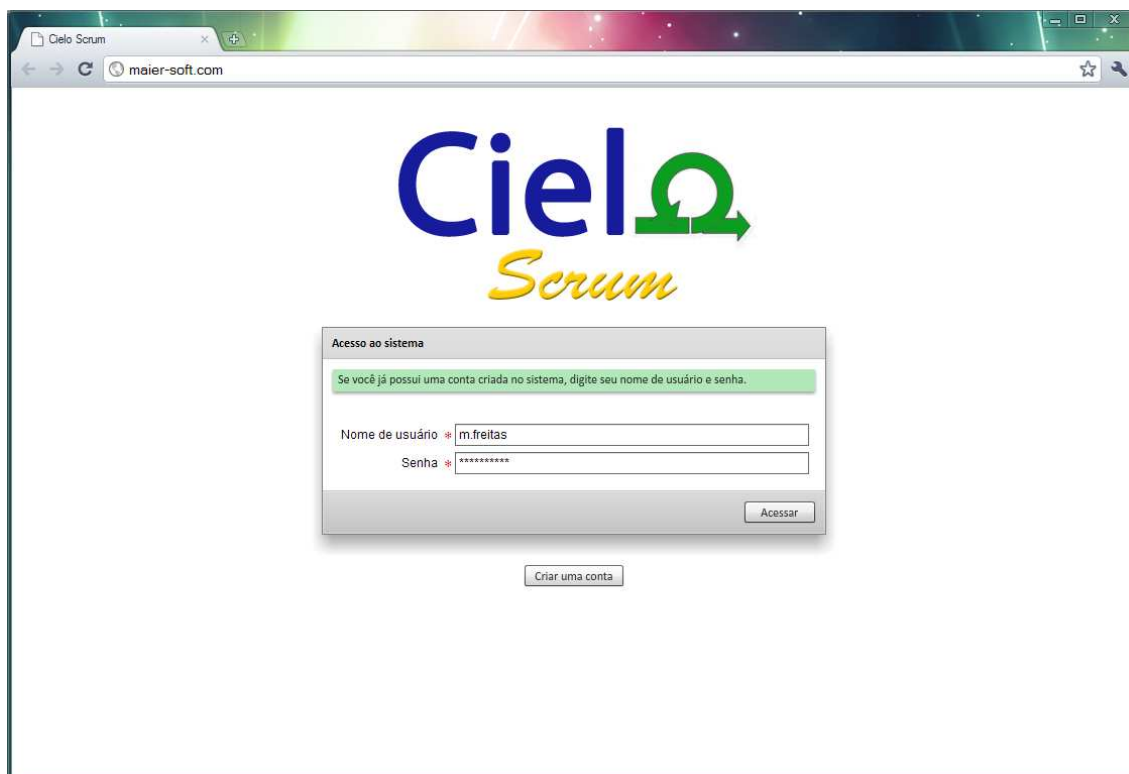 Cielo Scrum
maier-soft.com
Cielo
Scrum
Acesso ao sistema
Se você já possui uma conta criada no sistema, digite seu nome de usuário e senha.
Nome de usuário * m.freitas
Senha * **********
Acessar
Criar uma conta